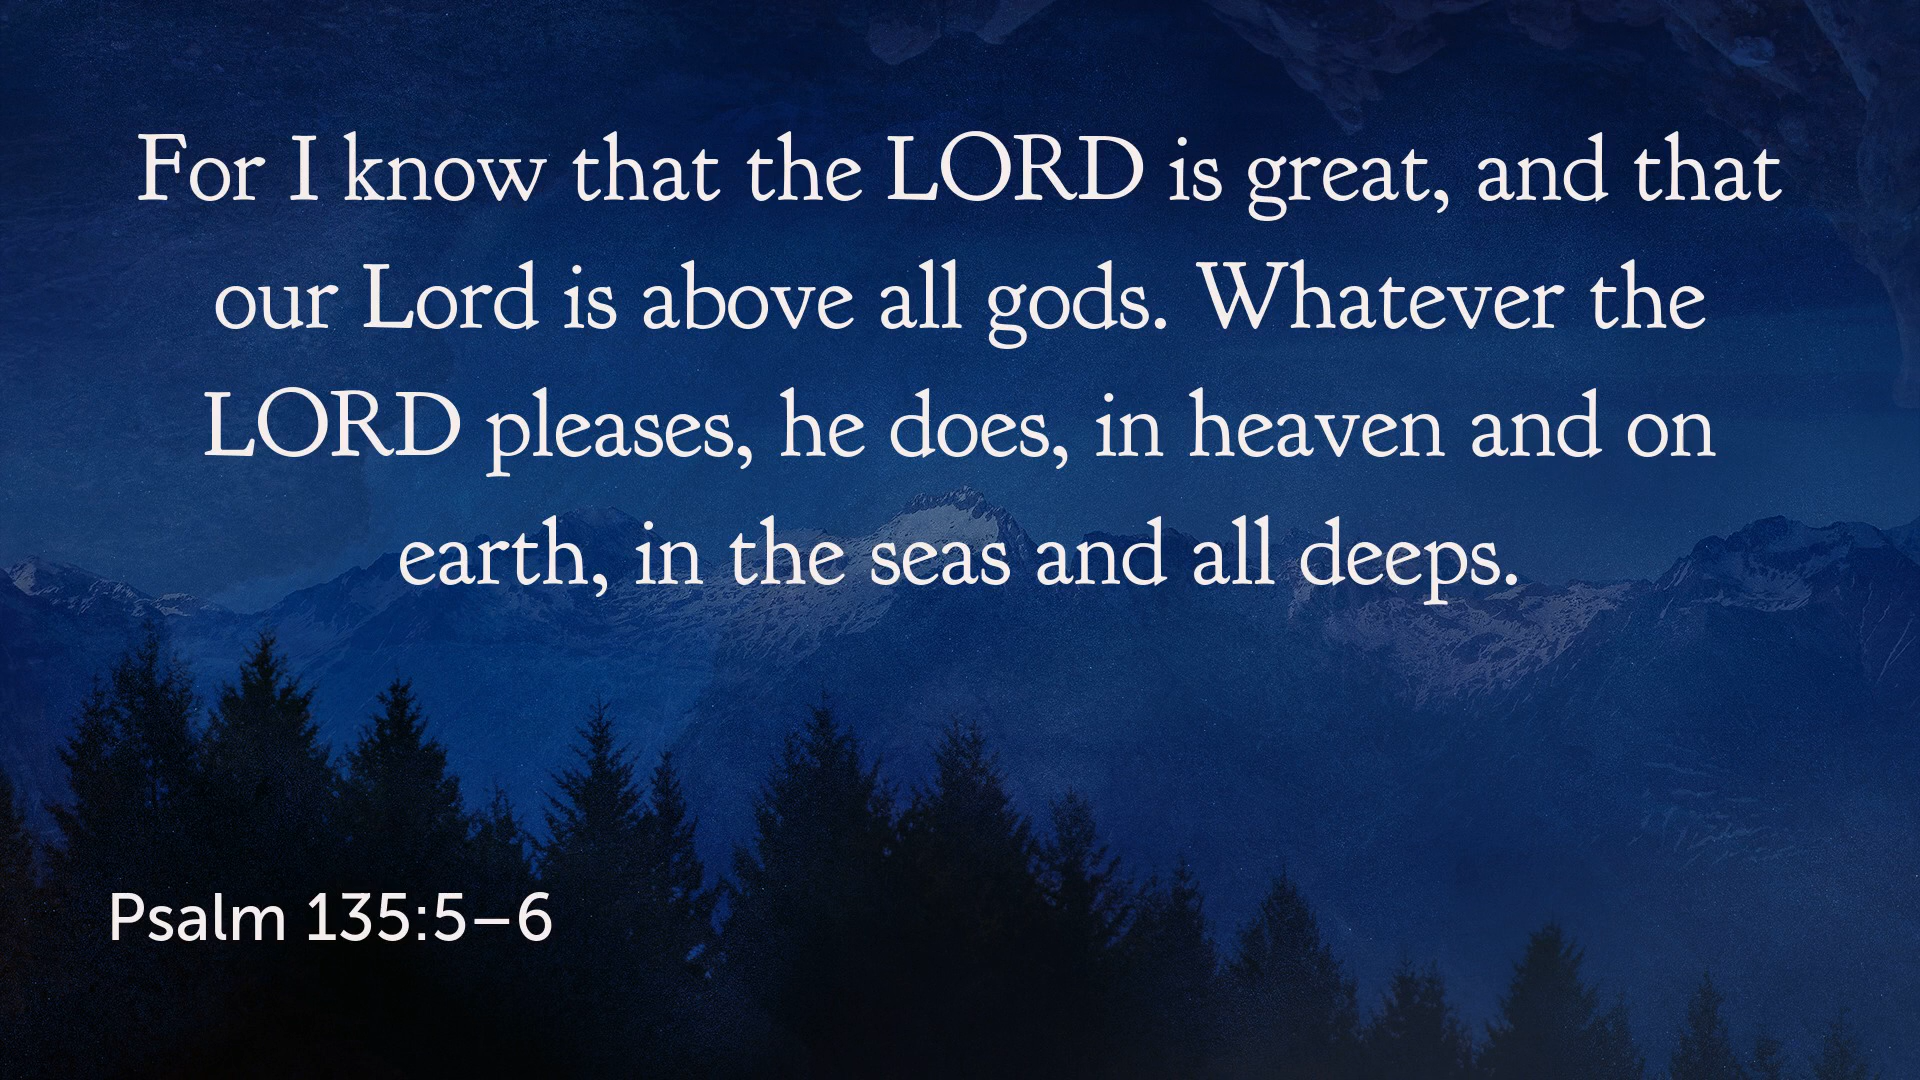 For I know that the LORD is great, and that
our Lord is above all gods. Whatever the
LORD pleases, he does, in heaven and on
earth, in the seas and all deeps.
Psalm 135:5–6